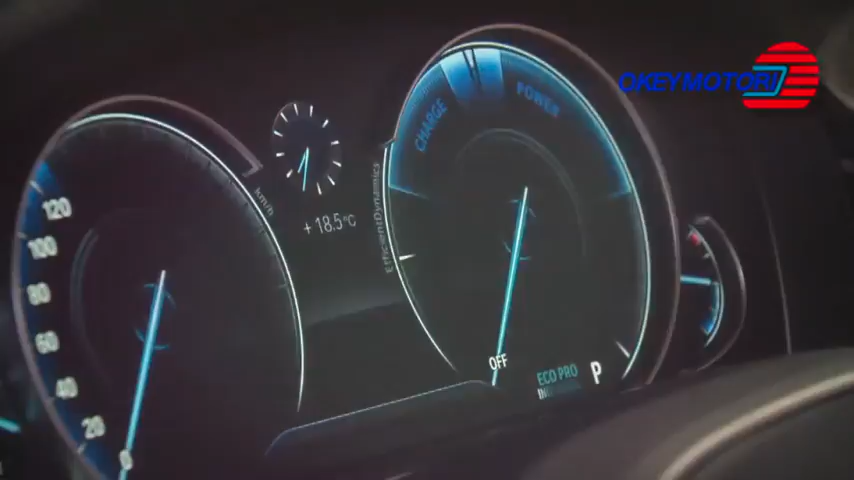 OKEYMOTORI
CHARGE
POWER
120
km/h
EfficientDynamics
+18.5°C
100
80
60
40
20
0
OFF
ECO PRO
P